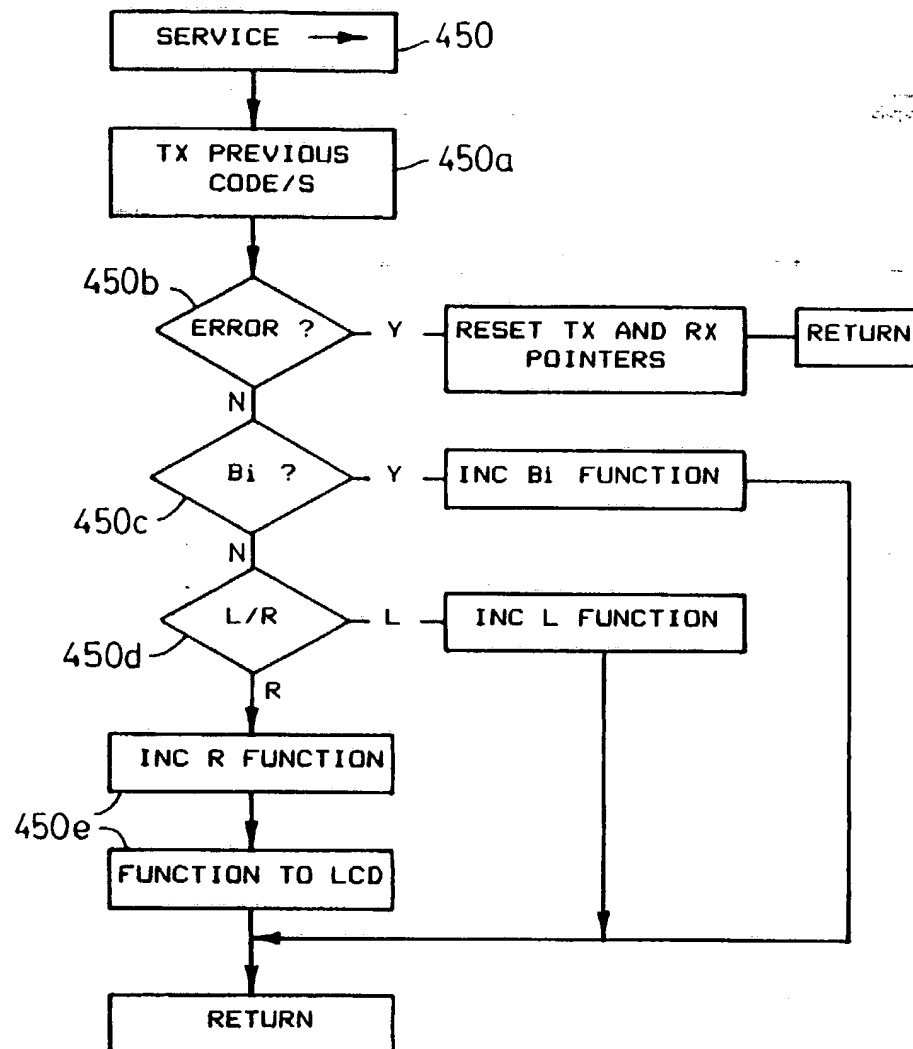 SERVICE → 450
TX PREVIOUS
CODE/S
450a
450b
ERROR ? Y RESET TX AND RX
POINTERS
RETURN
N
Bi ? Y INC Bi FUNCTION
450c
N
L/R L INC L FUNCTION
450d
R
INC R FUNCTION
450e
FUNCTION TO LCD
RETURN